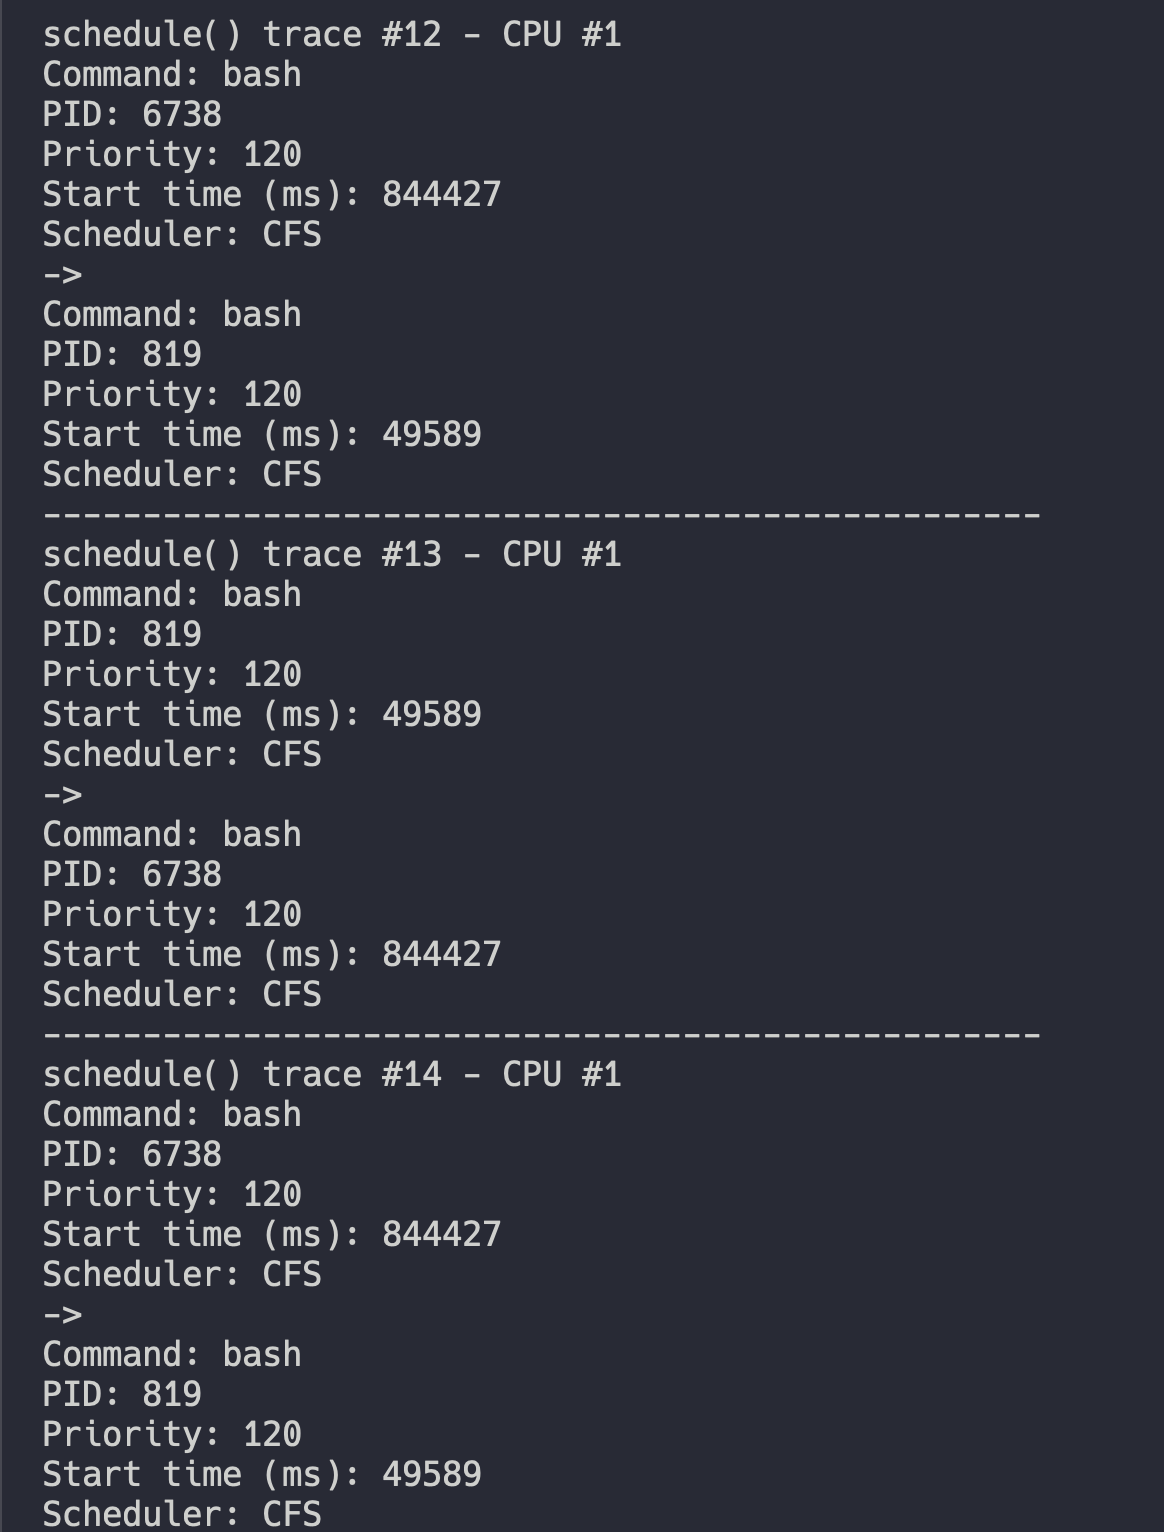 schedule() trace #12 - CPU #1
Command: bash
PID: 6738
Priority: 120
Start time (ms): 844427
Scheduler: CFS
->
Command: bash
PID: 819
Priority: 120
Start time (ms): 49589
Scheduler: CFS
--------------------------------------------------
schedule() trace #13 - CPU #1
Command: bash
PID: 819
Priority: 120
Start time (ms): 49589
Scheduler: CFS
->
Command: bash
PID: 6738
Priority: 120
Start time (ms): 844427
Scheduler: CFS
--------------------------------------------------
schedule() trace #14 - CPU #1
Command: bash
PID: 6738
Priority: 120
Start time (ms): 844427
Scheduler: CFS
->
Command: bash
PID: 819
Priority: 120
Start time (ms): 49589
Scheduler: CFS